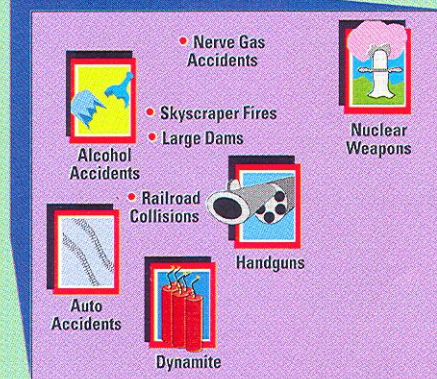 Nerve Gas
Accidents
Nuclear
Weapons
Skyscraper Fires
Large Dams
Alcohol
Accidents
Railroad
Collisions
Handguns
Auto
Accidents
Dynamite